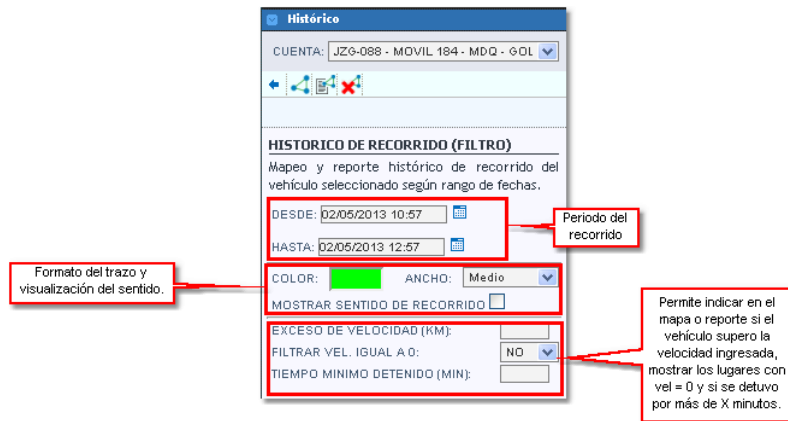 Histórico
CUENTA: JZG-088 - MOVIL 184 - MDQ - GOL
HISTORICO DE RECORRIDO (FILTRO)
Mapeo y reporte histórico de recorrido del
vehículo seleccionado según rango de fechas.
DESDE: 02/05/2013 10:57
HASTA: 02/05/2013 12:57
Periodo del
recorrido
Formato del trazo y
visualización del sentido.
COLOR: ANCHO: Medio
MOSTRAR SENTIDO DE RECORRIDO
EXCESO DE VELOCIDAD (KM):
FILTRAR VEL. IGUAL A 0: NO
TIEMPO MINIMO DETENIDO (MIN):
Permite indicar en el
mapa o reporte si el
vehículo supero la
velocidad ingresada,
mostrar los lugares con
vel = 0 y si se detuvo
por más de X minutos.